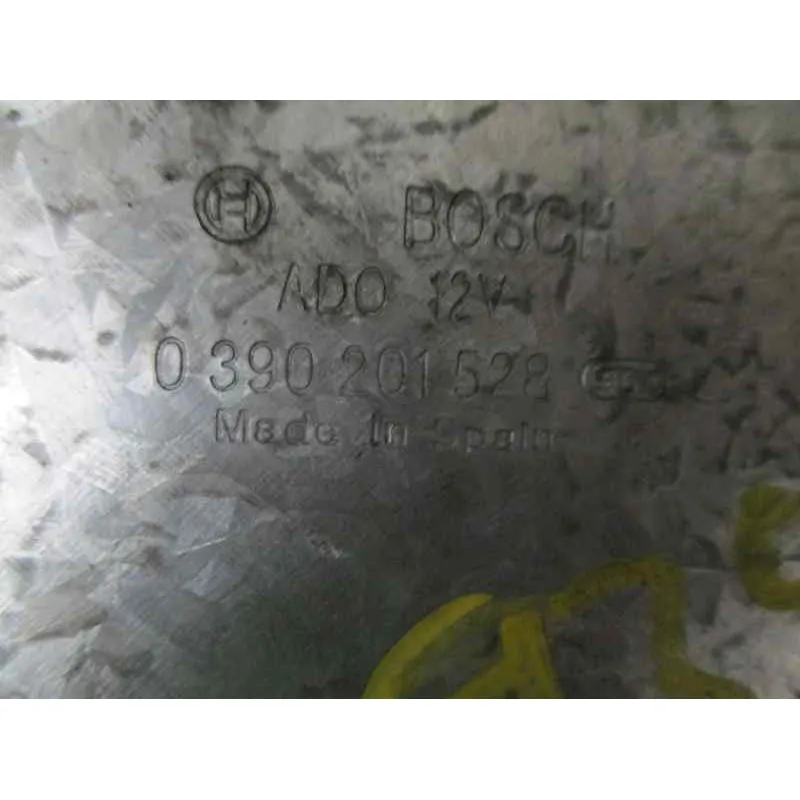 BOSCH
ADO 12V
0 390 201 528
Made in Spain